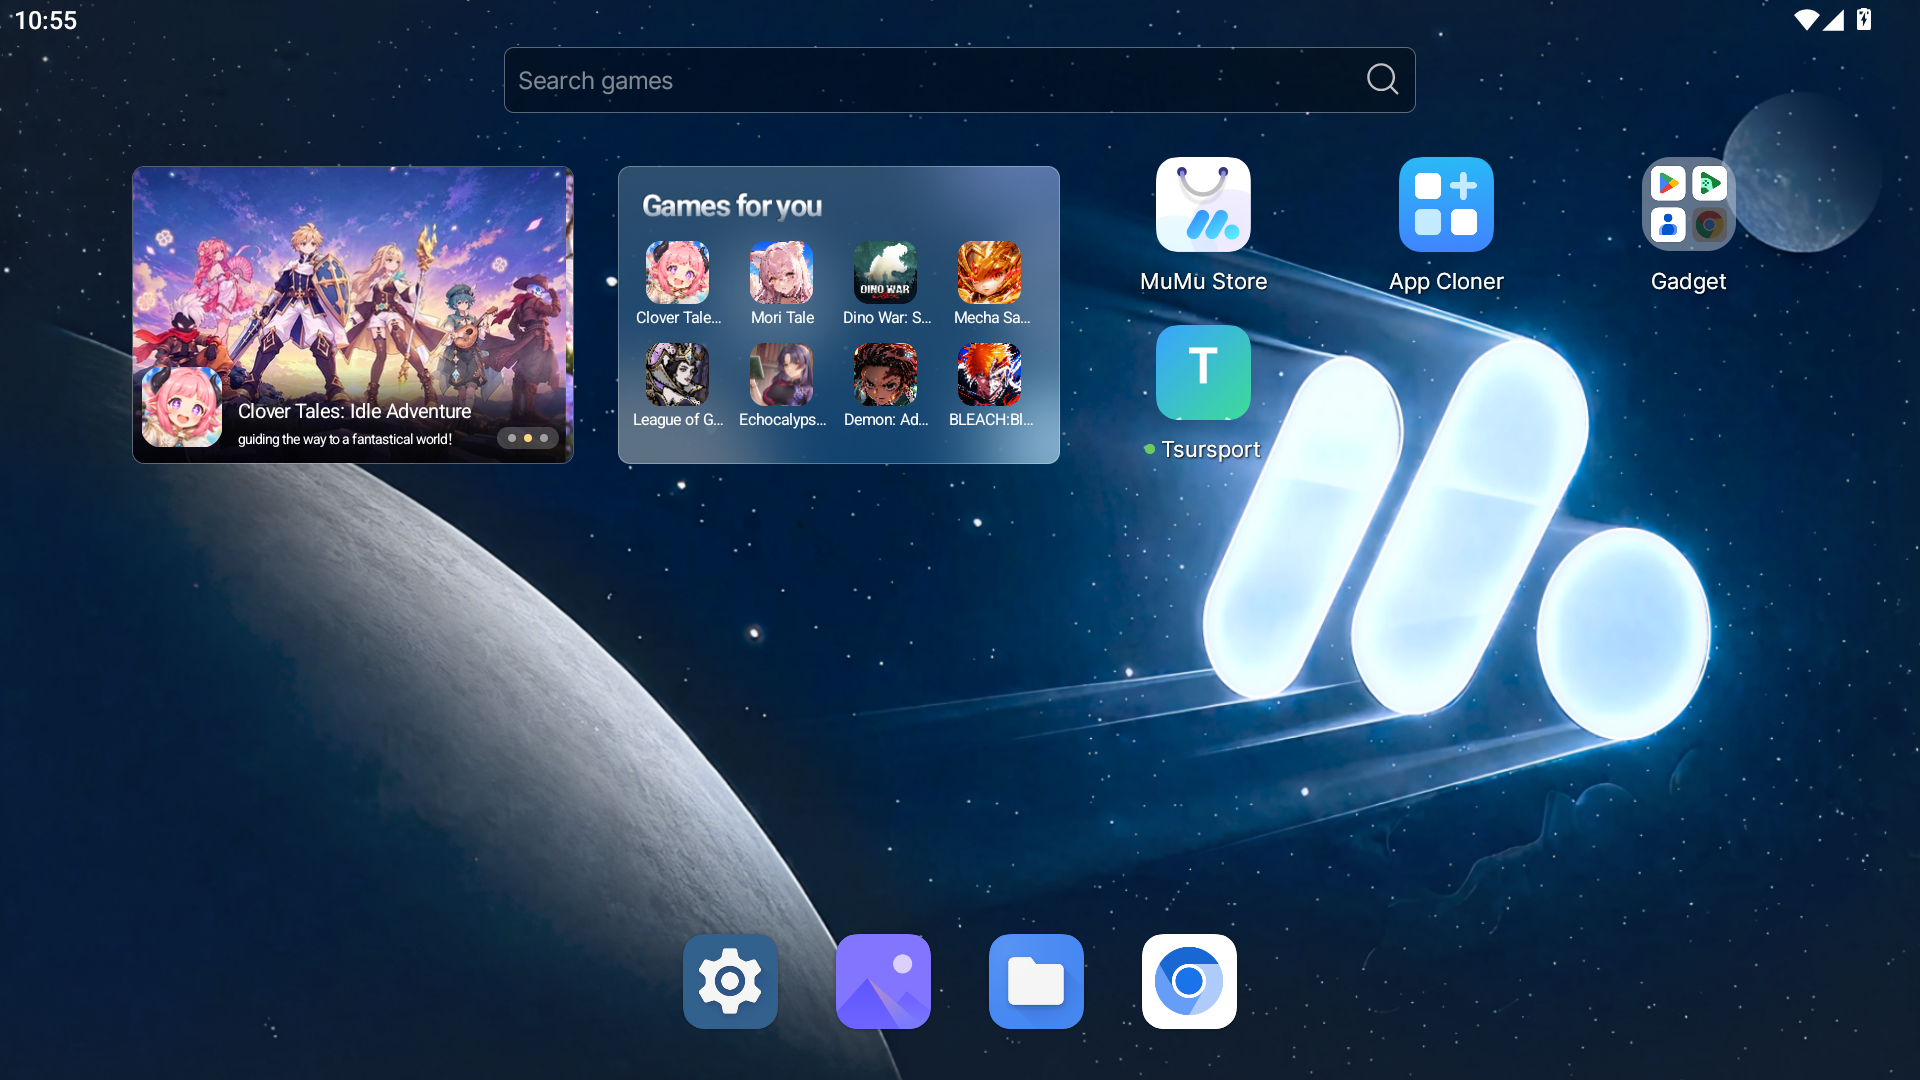 10:55
Search games
Clover Tales: Idle Adventure
guiding the way to a fantastical world!
Games for you
Clover Tale...
Mori Tale
Dino War: S...
Mecha Sa...
DINO WAR
League of G...
Echocalyps...
Demon: Ad...
BLEACH:Bl...
MuMu Store
App Cloner
Gadget
T
Tsursport